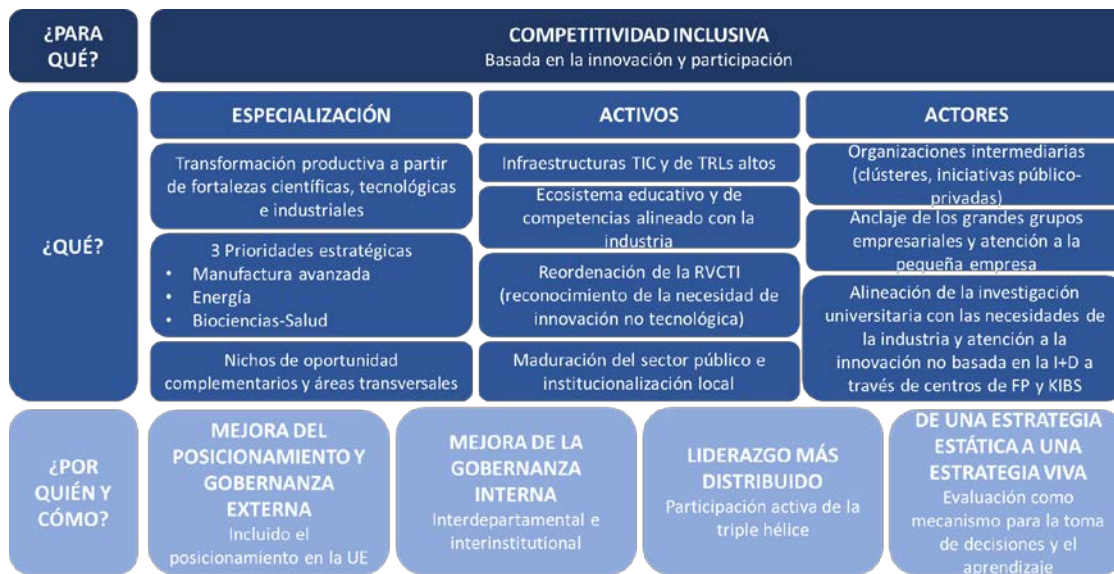 ¿PARA
QUÉ?
COMPETITIVIDAD INCLUSIVA
Basada en la innovación y participación
¿QUÉ?
ESPECIALIZACIÓN
Transformación productiva a partir
de fortalezas científicas, tecnológicas
e industriales
3 Prioridades estratégicas
• Manufactura avanzada
• Energía
• Biociencias-Salud
Nichos de oportunidad
complementarios y áreas transversales
ACTIVOS
Infraestructuras TIC y de TRLs altos
Ecosistema educativo y de
competencias alineado con la
industria
Reordenación de la RVCTI
(reconocimiento de la necesidad de
innovación no tecnológica)
Maduración del sector público e
institucionalización local
ACTORES
Organizaciones intermediarias
(clústeres, iniciativas público-
privadas)
Anclaje de los grandes grupos
empresariales y atención a la
pequeña empresa
Alineación de la investigación
universitaria con las necesidades de
la industria y atención a la
innovación no basada en la I+D a
través de centros de FP y KIBS
¿POR
QUIÉN Y
CÓMO?
MEJORA DEL
POSICIONAMIENTO Y
GOBERNANZA
EXTERNA
Incluido el
posicionamiento en la UE
MEJORA DE LA
GOBERNANZA
INTERNA
Interdepartamental e
interinstitutional
LIDERAZGO MÁS
DISTRIBUIDO
Participación activa de la
triple hélice
DE UNA ESTRATEGIA
ESTÁTICA A UNA
ESTRATEGIA VIVA
Evaluación como
mecanismo para la toma
de decisiones y el
aprendizaje